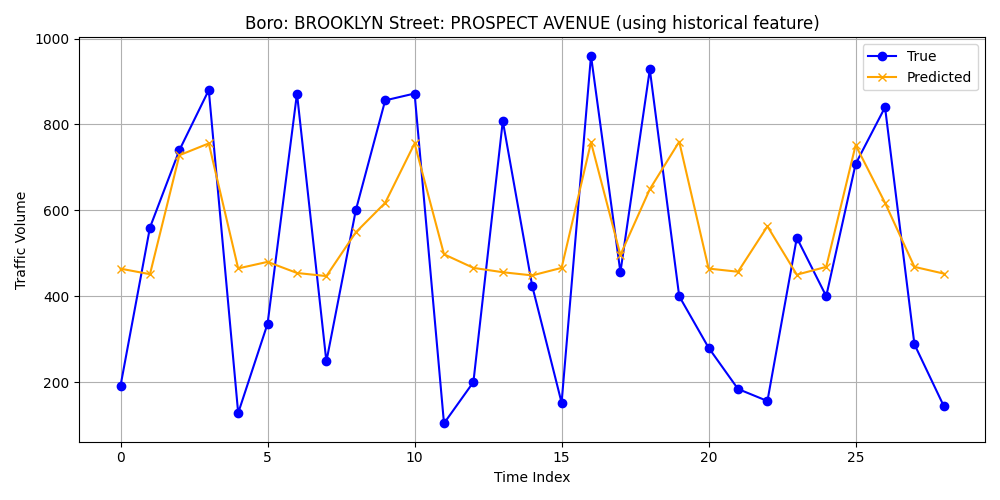 Boro: BROOKLYN Street: PROSPECT AVENUE (using historical feature)
True
Predicted
Traffic Volume
1000
800
600
400
200
0 5 10 15 20 25
Time Index